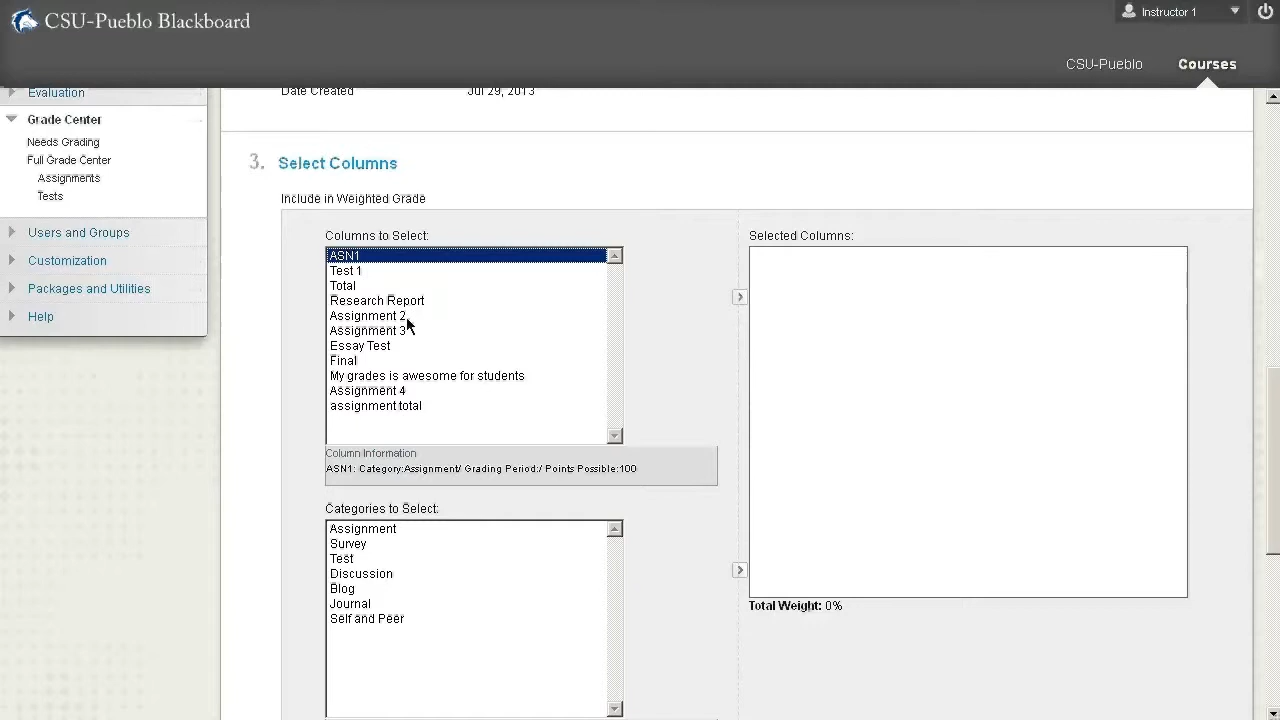 CSU-Pueblo Blackboard
Instructor 1
CSU-Pueblo
Courses
Evaluation
Grade Center
Needs Grading
Full Grade Center
Assignments
Tests
Users and Groups
Customization
Packages and Utilities
Help
Date Created
Jul 29, 2013
3. Select Columns
Include in Weighted Grade
Columns to Select:
ASN1
Test 1
Total
Research Report
Assignment 2
Assignment 3
Essay Test
Final
My grades is awesome for students
Assignment 4
assignment total
Column Information
ASN1: Category:Assignment/ Grading Period:/ Points Possible:100
Categories to Select:
Assignment
Survey
Test
Discussion
Blog
Journal
Self and Peer
Selected Columns:
Total Weight: 0%